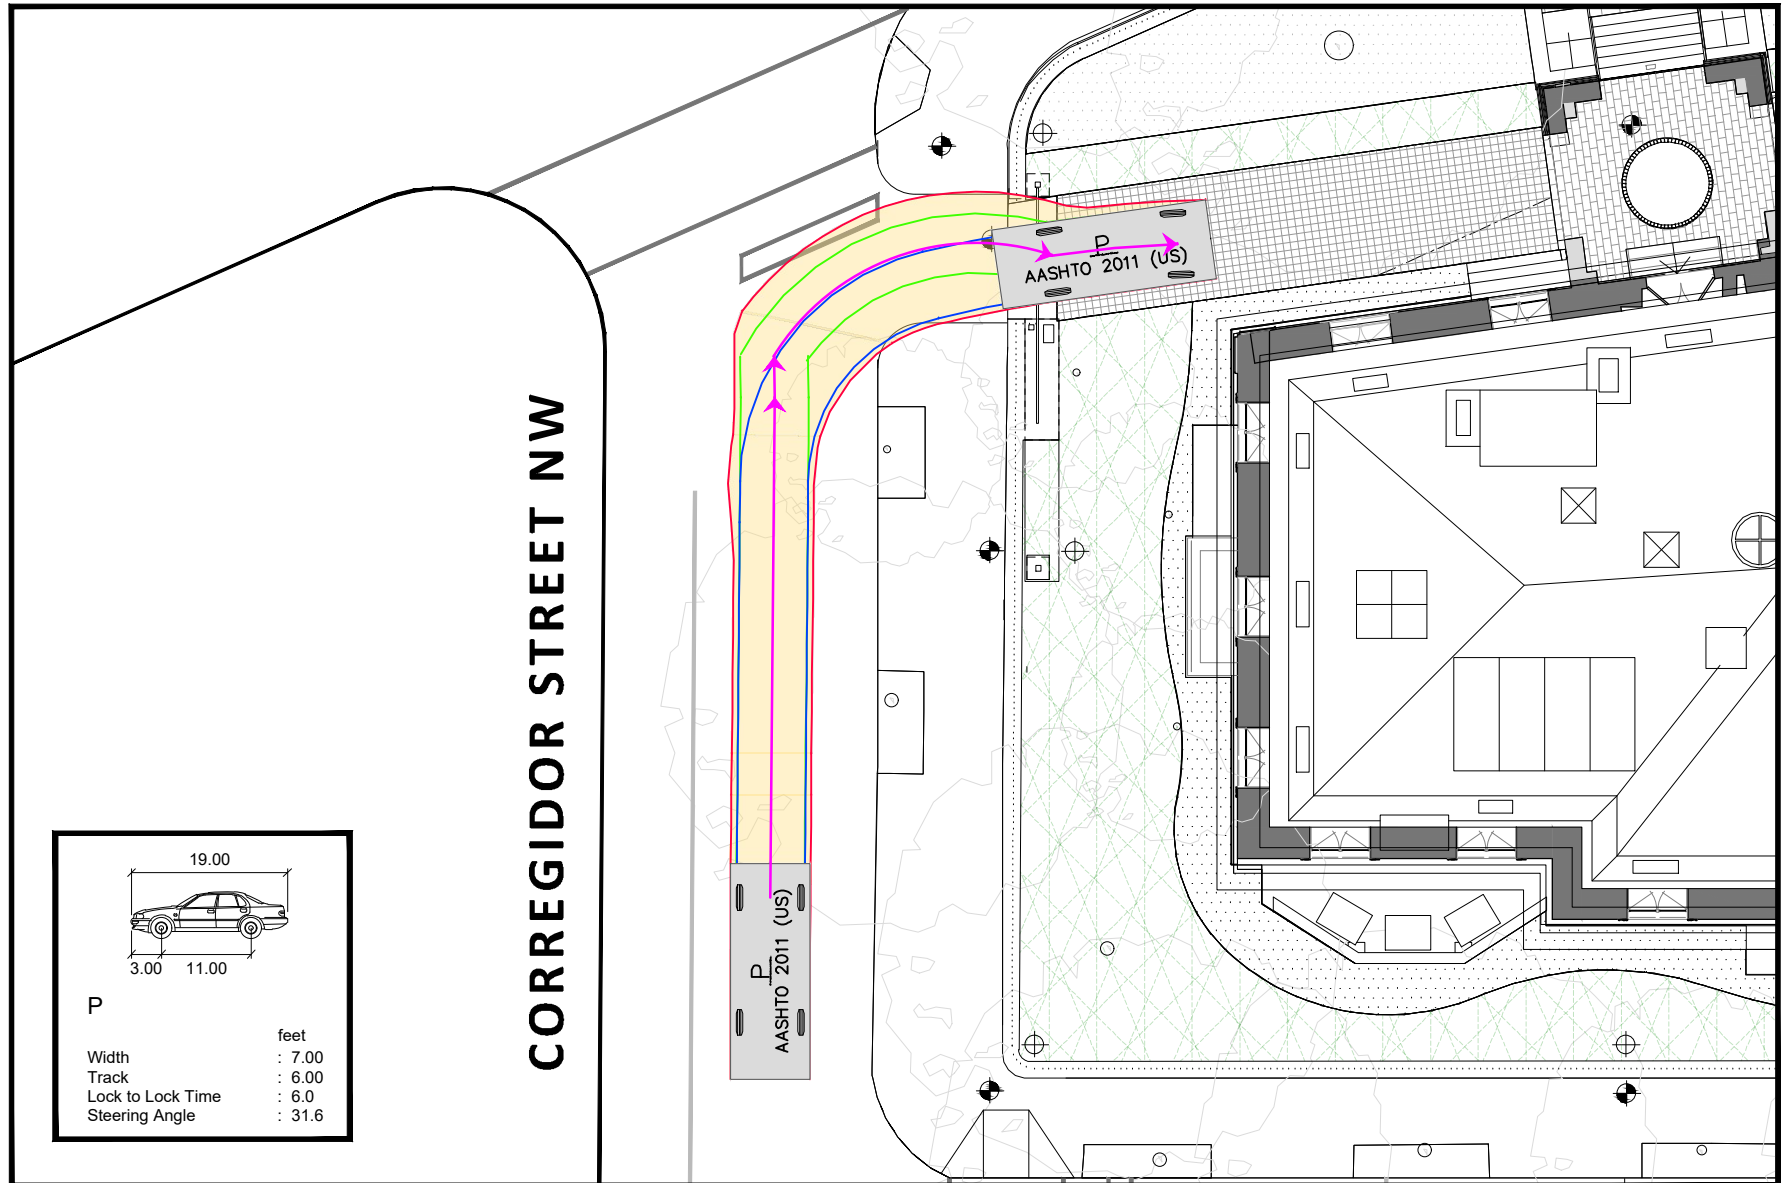 P
AASHTO 2011 (US)
CORREGIDOR STREET NW
P
AASHTO 2011 (US)
19.00
3.00 11.00
P
feet
Width : 7.00
Track : 6.00
Lock to Lock Time : 6.0
Steering Angle : 31.6